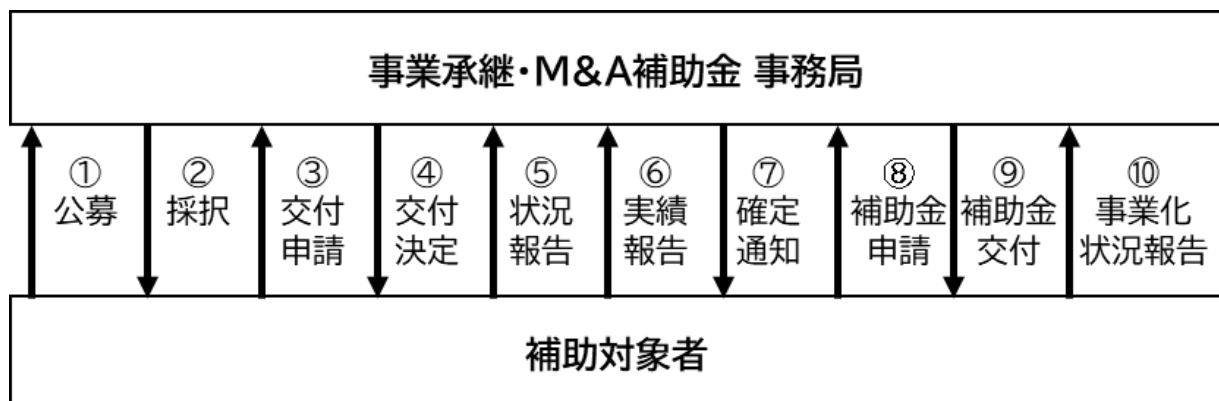 事業承継・M&A補助金 事務局
①
公募
②
採択
③
交付
申請
④
交付
決定
⑤
状況
報告
⑥
実績
報告
⑦
確定
通知
⑧
補助金
申請
⑨
補助金
交付
⑩
事業化
状況報告
補助対象者